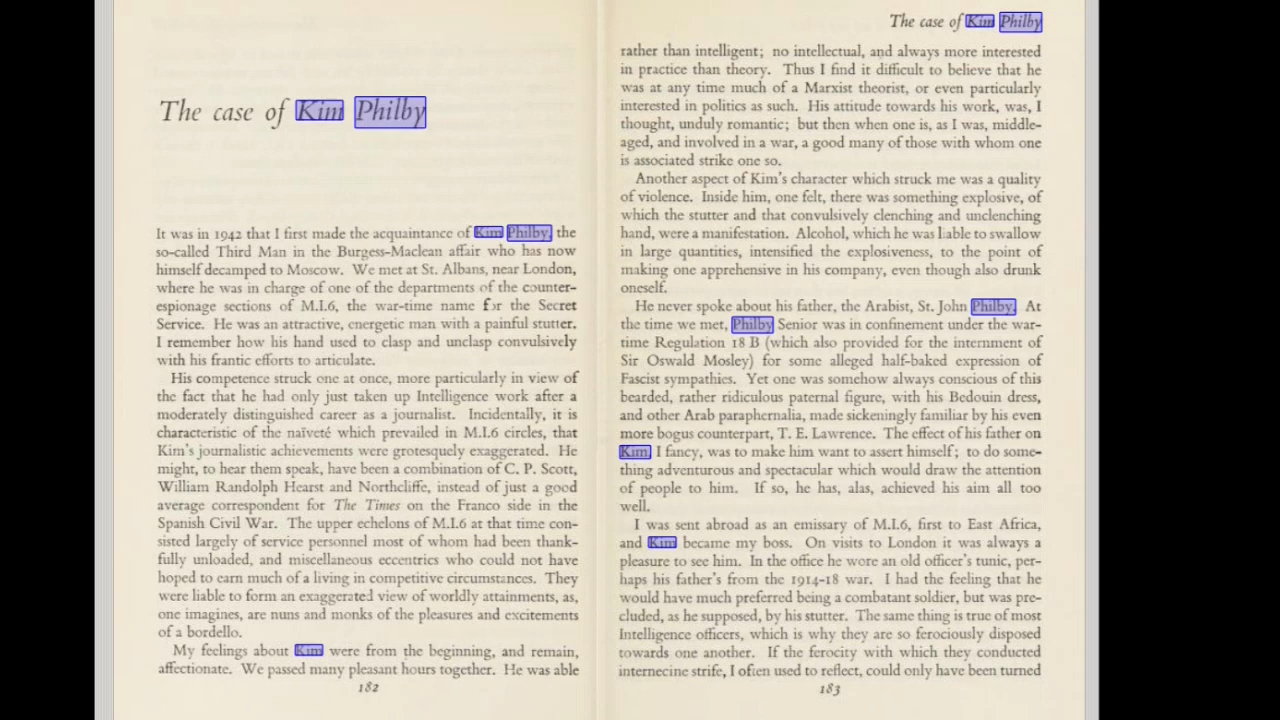 The case of Kim Philby
It was in 1942 that I first made the acquaintance of Kim Philby, the
so-called Third Man in the Burgess-Maclean affair who has now
himself decamped to Moscow. We met at St. Albans, near London,
where he was in charge of one of the departments of the counter-
espionage sections of M.I.6, the war-time name for the Secret
Service. He was an attractive, energetic man with a painful stutter.
I remember how his hand used to clasp and unclasp convulsively
with his frantic efforts to articulate.
His competence struck one at once, more particularly in view of
the fact that he had only just taken up Intelligence work after a
moderately distinguished career as a journalist. Incidentally, it is
characteristic of the naïveté which prevailed in M.I.6 circles, that
Kim's journalistic achievements were grotesquely exaggerated. He
might, to hear them speak, have been a combination of C. P. Scott,
William Randolph Hearst and Northcliffe, instead of just a good
average correspondent for The Times on the Franco side in the
Spanish Civil War. The upper echelons of M.I.6 at that time con-
sisted largely of service personnel most of whom had been thank-
fully unloaded, and miscellaneous eccentrics who could not have
hoped to earn much of a living in competitive circumstances. They
were liable to form an exaggerated view of worldly attainments, as,
one imagines, are nuns and monks of the pleasures and excitements
of a bordello.
My feelings about Kim were from the beginning, and remain,
affectionate. We passed many pleasant hours together. He was able
182
The case of Kim Philby
rather than intelligent; no intellectual, and always more interested
in practice than theory. Thus I find it difficult to believe that he
was at any time much of a Marxist theorist, or even particularly
interested in politics as such. His attitude towards his work, was, I
thought, unduly romantic; but then when one is, as I was, middle-
aged, and involved in a war, a good many of those with whom one
is associated strike one so.
Another aspect of Kim's character which struck me was a quality
of violence. Inside him, one felt, there was something explosive, of
which the stutter and that convulsively clenching and unclenching
hand, were a manifestation. Alcohol, which he was liable to swallow
in large quantities, intensified the explosiveness, to the point of
making one apprehensive in his company, even though also drunk
oneself.
He never spoke about his father, the Arabist, St. John Philby. At
the time we met, Philby Senior was in confinement under the war-
time Regulation 18 B (which also provided for the internment of
Sir Oswald Mosley) for some alleged half-baked expression of
Fascist sympathies. Yet one was somehow always conscious of this
bearded, rather ridiculous paternal figure, with his Bedouin dress,
and other Arab paraphernalia, made sickeningly familiar by his even
more bogus counterpart, T. E. Lawrence. The effect of his father on
Kim, I fancy, was to make him want to assert himself; to do some-
thing adventurous and spectacular which would draw the attention
of people to him. If so, he has, alas, achieved his aim all too
well.
I was sent abroad as an emissary of M.I.6, first to East Africa,
and Kim became my boss. On visits to London it was always a
pleasure to see him. In the office he wore an old officer's tunic, per-
haps his father's from the 1914-18 war. I had the feeling that he
would have much preferred being a combatant soldier, but was pre-
cluded, as he supposed, by his stutter. The same thing is true of most
Intelligence officers, which is why they are so ferociously disposed
towards one another. If the ferocity with which they conducted
internecine strife, I often used to reflect, could only have been turned
183